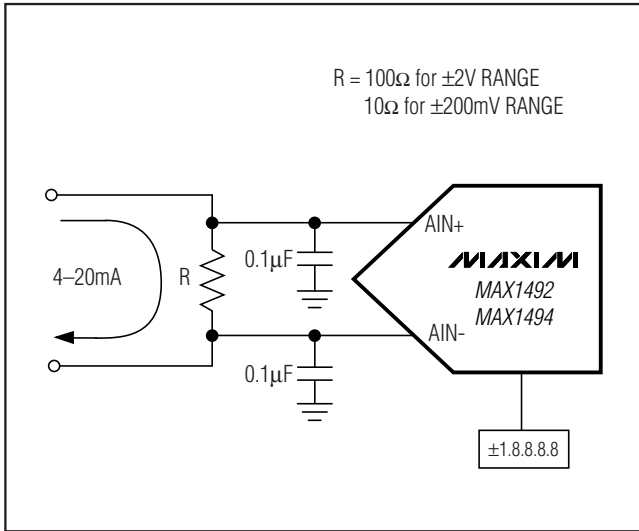 R = 100Ω for ±2V RANGE
10Ω for ±200mV RANGE
AIN+
0.1µF
MAXIM
4–20mA
R
MAX1492
MAX1494
AIN-
0.1µF
±1.8.8.8.8